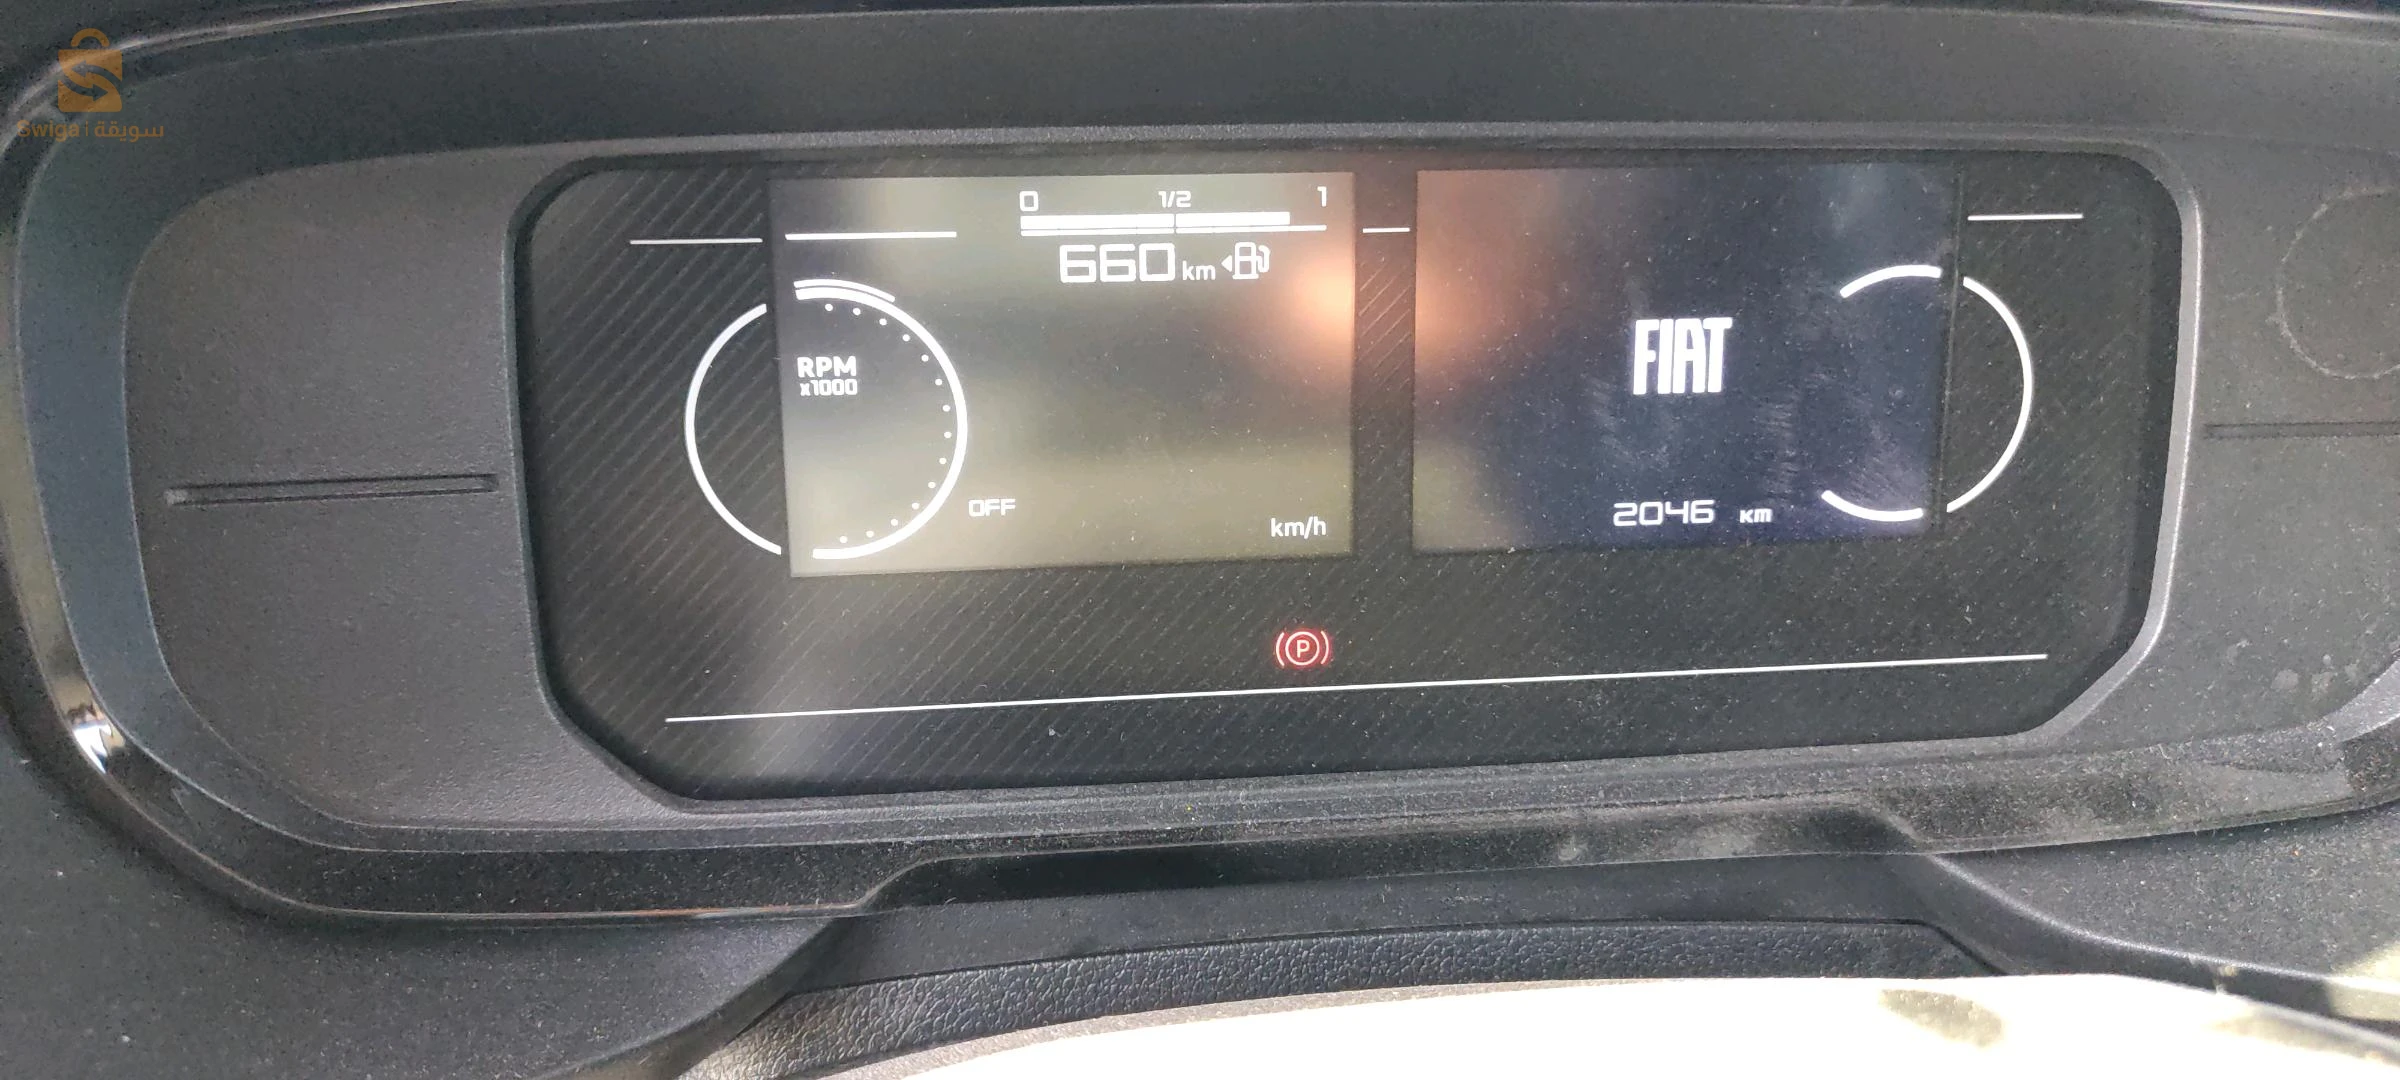 Swiga سويقة
0 1/2 1
660 km
RPM
x1000
OFF
km/h
FIAT
2046 KM
P